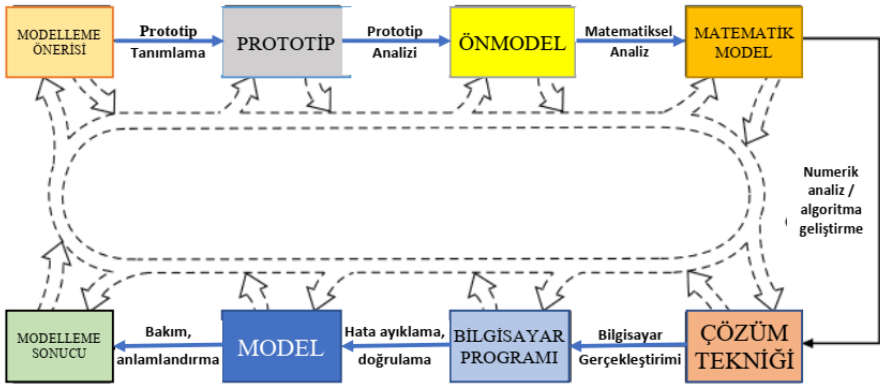 MODELLEME
ÖNERİSİ
Prototip
Tanımlama
PROTOTİP
Prototip
Analizi
ÖNMODEL
Matematiksel
Analiz
MATEMATİK
MODEL
Numerik
analiz /
algoritma
geliştirme
MODELLEME
SONUCU
Bakım,
anlamlandırma
MODEL
Hata ayıklama,
doğrulama
BİLGİSAYAR
PROGRAMI
Bilgisayar
Gerçekleştirimi
ÇÖZÜM
TEKNİĞİ